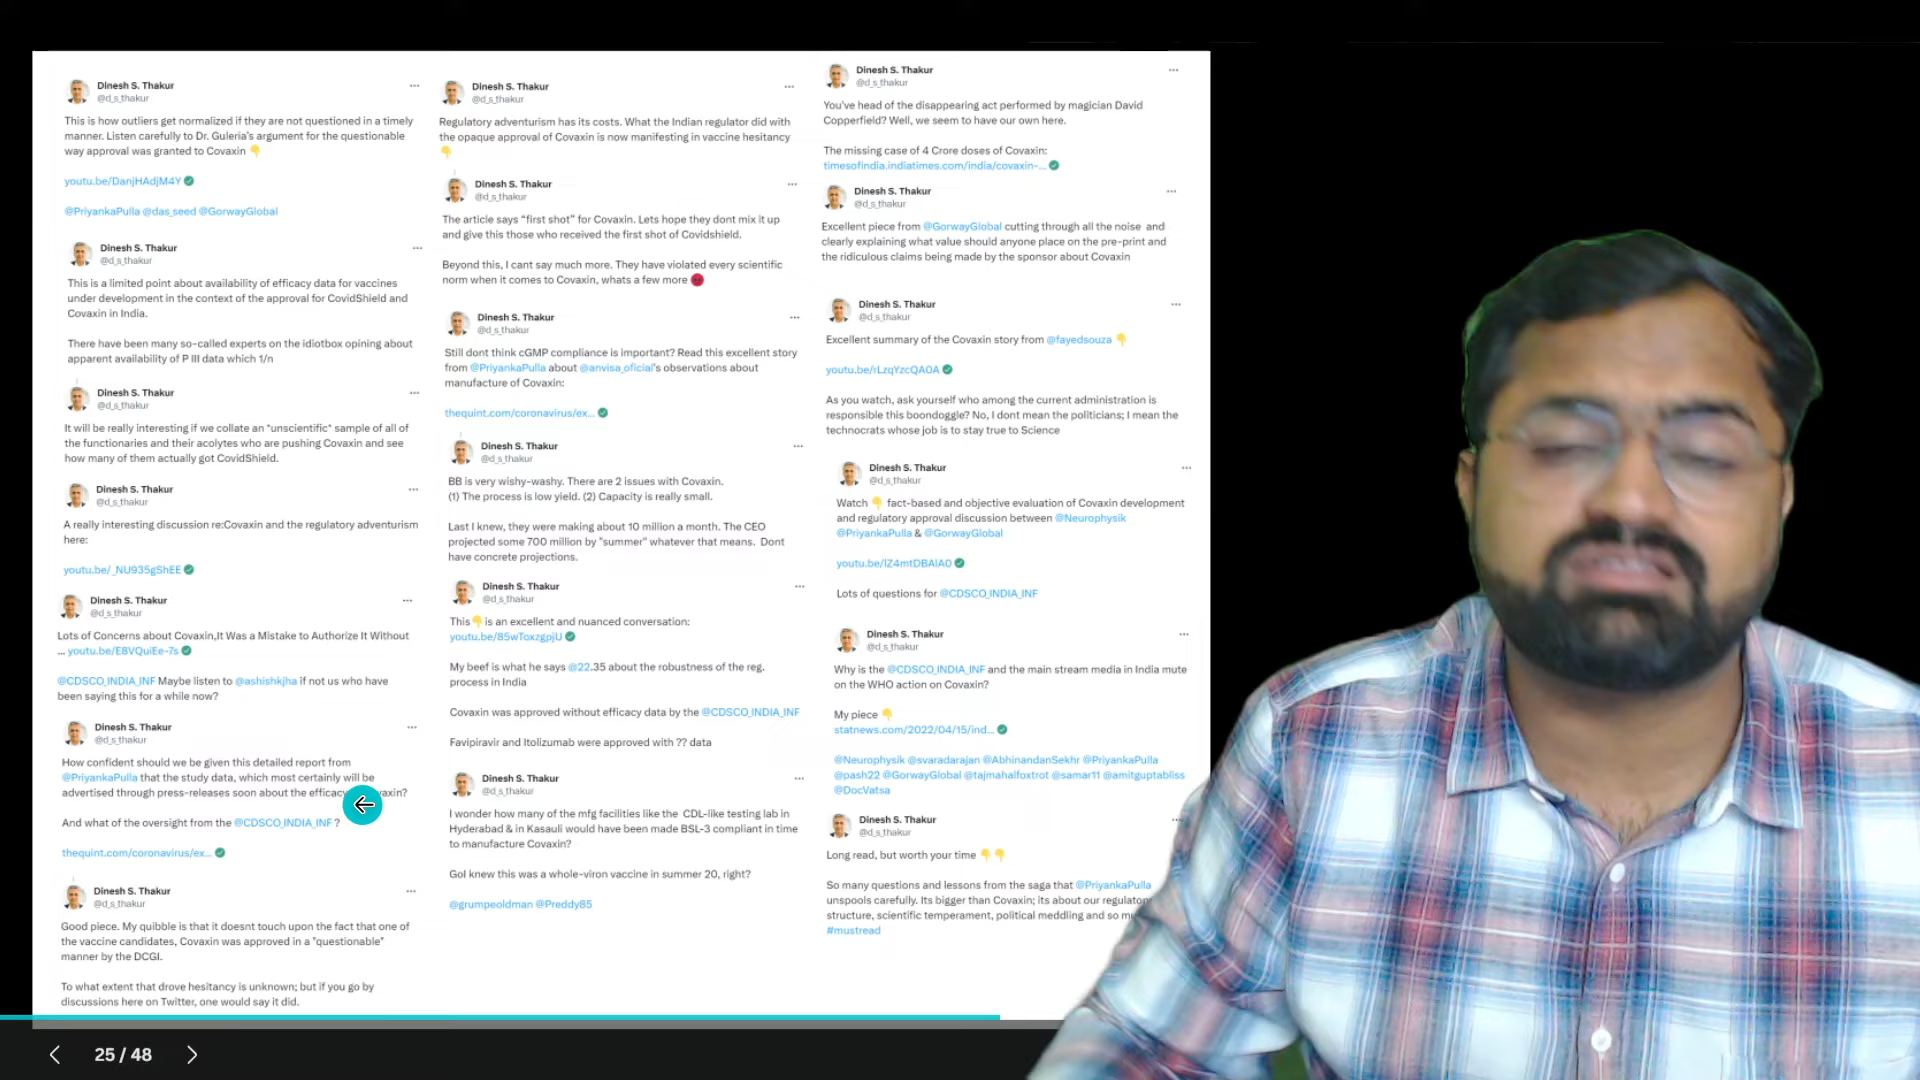 Dinesh S. Thakur
@d_s_thakur
This is how outliers get normalized if they are not questioned in a timely
manner. Listen carefully to Dr. Guleria's argument for the questionable
way approval was granted to Covaxin 👇
youtu.be/DanjHAdjM4Y
@PriyankaPulla @das_seed @GorwayGlobal
Dinesh S. Thakur
@d_s_thakur
This is a limited point about availability of efficacy data for vaccines
under development in the context of the approval for CovidShield and
Covaxin in India.
There have been many so-called experts on the idiotbox opining about
apparent availability of P III data which 1/n
Dinesh S. Thakur
@d_s_thakur
It will be really interesting if we collate an *unscientific* sample of all of
the functionaries and their acolytes who are pushing Covaxin and see
how many of them actually got CovidShield.
Dinesh S. Thakur
@d_s_thakur
A really interesting discussion re:Covaxin and the regulatory adventurism
here:
youtu.be/_NU935gShEE
Dinesh S. Thakur
@d_s_thakur
Lots of Concerns about Covaxin,It Was a Mistake to Authorize It Without
... youtu.be/E8VQuiEe-7s
@CDSCO_INDIA_INF Maybe listen to @ashishkjha if not us who have
been saying this for a while now?
Dinesh S. Thakur
@d_s_thakur
How confident should we be given this detailed report from
@PriyankaPulla that the study data, which most certainly will be
advertised through press-releases soon about the efficacy axin?
And what of the oversight from the @CDSCO_INDIA_INF ?
thequint.com/coronavirus/ex...
Dinesh S. Thakur
@d_s_thakur
Good piece. My quibble is that it doesnt touch upon the fact that one of
the vaccine candidates, Covaxin was approved in a "questionable"
manner by the DCGI.
To what extent that drove hesitancy is unknown; but if you go by
discussions here on Twitter, one would say it did.
Dinesh S. Thakur
@d_s_thakur
Regulatory adventurism has its costs. What the Indian regulator did with
the opaque approval of Covaxin is now manifesting in vaccine hesitancy
👇
Dinesh S. Thakur
@d_s_thakur
The article says "first shot" for Covaxin. Lets hope they dont mix it up
and give this those who received the first shot of Covidshield.
Beyond this, I cant say much more. They have violated every scientific
norm when it comes to Covaxin, whats a few more 😡
Dinesh S. Thakur
@d_s_thakur
Still dont think cGMP compliance is important? Read this excellent story
from @PriyankaPulla about @anvisa_oficial's observations about
manufacture of Covaxin:
thequint.com/coronavirus/ex...
Dinesh S. Thakur
@d_s_thakur
BB is very wishy-washy. There are 2 issues with Covaxin.
(1) The process is low yield. (2) Capacity is really small.
Last I knew, they were making about 10 million a month. The CEO
projected some 700 million by "summer" whatever that means. Dont
have concrete projections.
Dinesh S. Thakur
@d_s_thakur
This👇is an excellent and nuanced conversation:
youtu.be/85wToxzgpjU
My beef is what he says @22.35 about the robustness of the reg.
process in India
Covaxin was approved without efficacy data by the @CDSCO_INDIA_INF
Favipiravir and Itolizumab were approved with ?? data
Dinesh S. Thakur
@d_s_thakur
I wonder how many of the mfg facilities like the CDL-like testing lab in
Hyderabad & in Kasauli would have been made BSL-3 compliant in time
to manufacture Covaxin?
GoI knew this was a whole-viron vaccine in summer 20, right?
@grumpeoldman @Preddy85
Dinesh S. Thakur
@d_s_thakur
You've head of the disappearing act performed by magician David
Copperfield? Well, we seem to have our own here.
The missing case of 4 Crore doses of Covaxin:
timesofindia.indiatimes.com/india/covaxin-...
Dinesh S. Thakur
@d_s_thakur
Excellent piece from @GorwayGlobal cutting through all the noise and
clearly explaining what value should anyone place on the pre-print and
the ridiculous claims being made by the sponsor about Covaxin
Dinesh S. Thakur
@d_s_thakur
Excellent summary of the Covaxin story from @fayedsouza 👇
youtu.be/rLzqYzcQA0A
As you watch, ask yourself who among the current administration is
responsible this boondoggle? No, I dont mean the politicians; I mean the
technocrats whose job is to stay true to Science
Dinesh S. Thakur
@d_s_thakur
Watch 👇 fact-based and objective evaluation of Covaxin development
and regulatory approval discussion between @Neurophysik
@PriyankaPulla & @GorwayGlobal
youtu.be/IZ4mtDBAlA0
Lots of questions for @CDSCO_INDIA_INF
Dinesh S. Thakur
@d_s_thakur
Why is the @CDSCO_INDIA_INF and the main stream media in India mute
on the WHO action on Covaxin?
My piece 👇
statnews.com/2022/04/15/ind...
@Neurophysik @svaradarajan @AbhinandanSekhr @PriyankaPulla
@pash22 @GorwayGlobal @tajmahalfoxtrot @samar11 @amitguptabliss
@DocVatsa
Dinesh S. Thakur
@d_s_thakur
Long read, but worth your time 👇👇
So many questions and lessons from the saga that @PriyankaPulla
unspools carefully. Its bigger than Covaxin; its about our
structure, scientific temperament, political meddling and so
#mustread
25 / 48